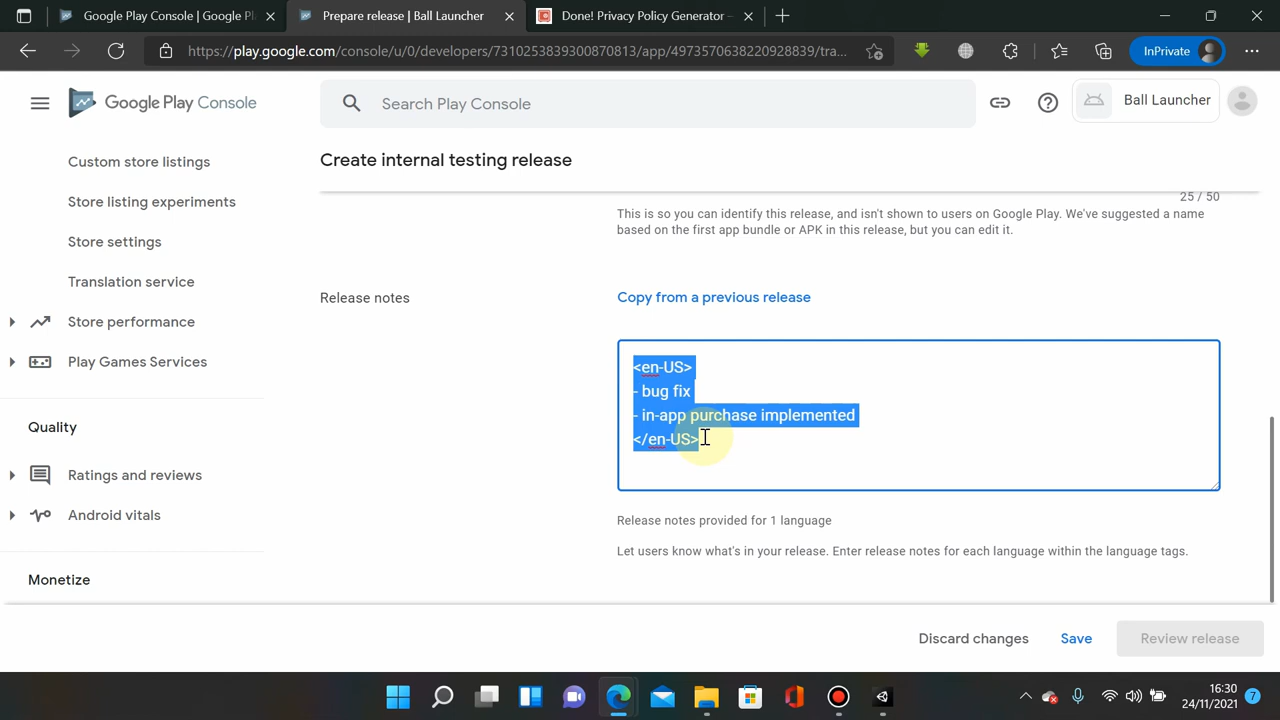 Google Play Console | Google Pl
Prepare release | Ball Launcher
Done! Privacy Policy Generator –
https://play.google.com/console/u/0/developers/7310253839300870813/app/4973570638220928839/tra...
InPrivate
Google Play Console
Search Play Console
Ball Launcher
Create internal testing release
Custom store listings
Store listing experiments
Store settings
Translation service
Store performance
Play Games Services
Quality
Ratings and reviews
Android vitals
Monetize
25 / 50
This is so you can identify this release, and isn't shown to users on Google Play. We've suggested a name
based on the first app bundle or APK in this release, but you can edit it.
Release notes
Copy from a previous release
<en-US>
- bug fix
- in-app purchase implemented
</en-US>
Release notes provided for 1 language
Let users know what's in your release. Enter release notes for each language within the language tags.
Discard changes
Save
Review release
16:30
24/11/2021
7